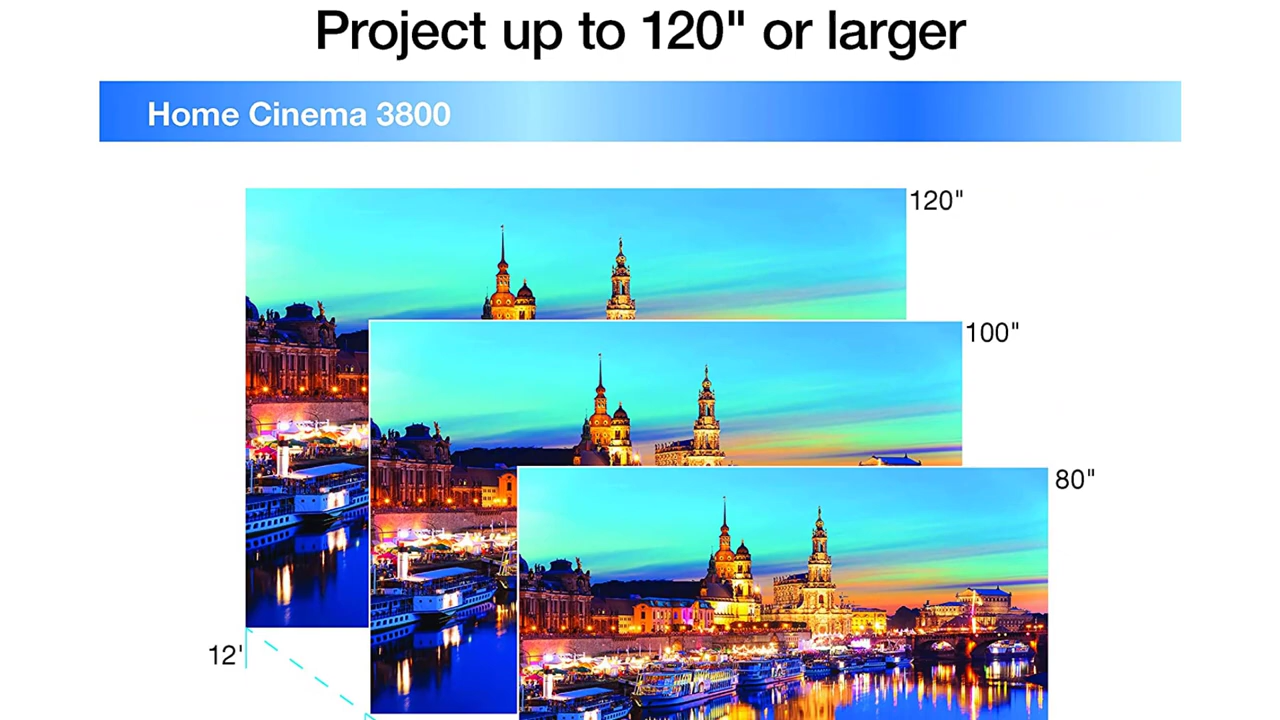 Project up to 120" or larger
Home Cinema 3800
120"
100"
80"
12'